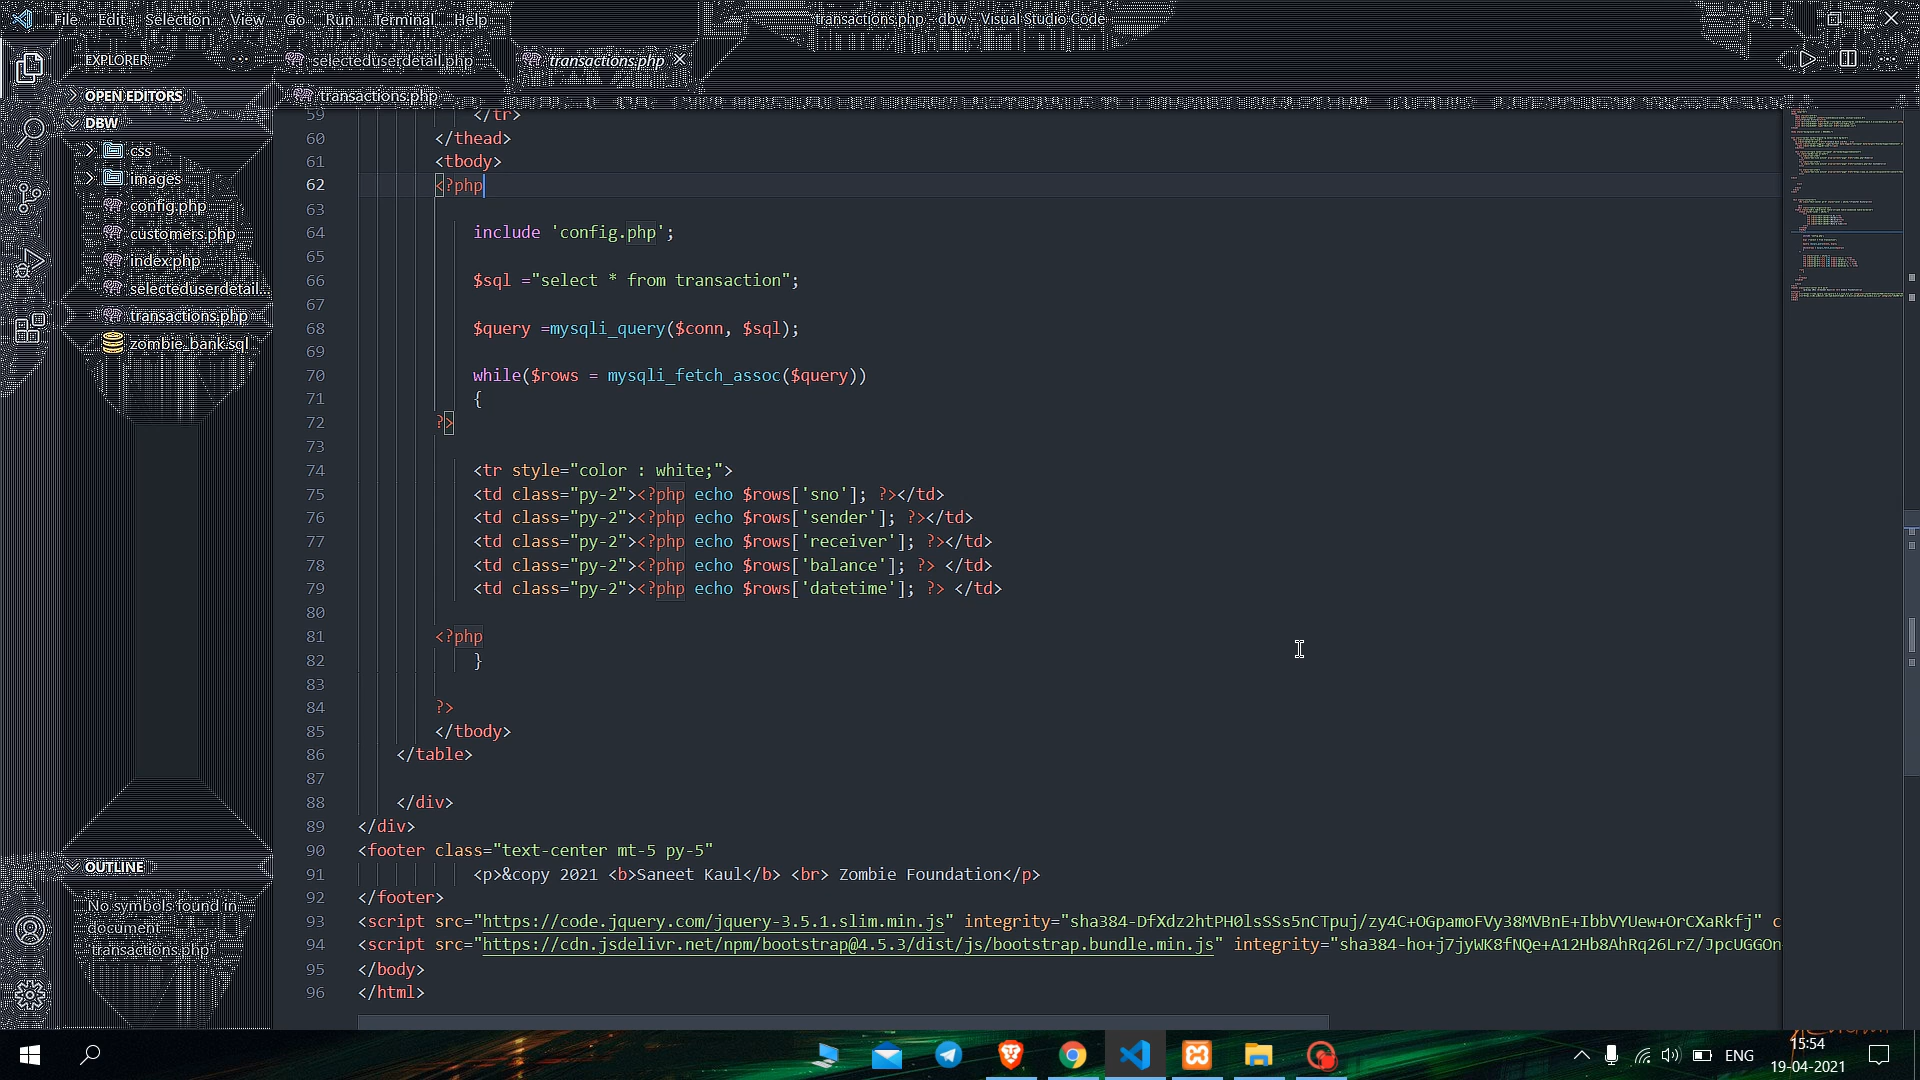 File Edit Selection View Go Run Terminal Help
transactions.php - dbw - Visual Studio Code
EXPLORER
selecteduserdetail.php
transactions.php
OPEN EDITORS
DBW
css
images
config.php
customers.php
index.php
selecteduserdetail...
transactions.php
zombie_bank.sql
OUTLINE
No symbols found in
document
'transactions.php'
transactions.php
59 </tr>
60 </thead>
61 <tbody>
62 <?php
63
64 include 'config.php';
65
66 $sql ="select * from transaction";
67
68 $query =mysqli_query($conn, $sql);
69
70 while($rows = mysqli_fetch_assoc($query))
71 {
72 ?>
73
74 <tr style="color : white;">
75 <td class="py-2"><?php echo $rows['sno']; ?></td>
76 <td class="py-2"><?php echo $rows['sender']; ?></td>
77 <td class="py-2"><?php echo $rows['receiver']; ?></td>
78 <td class="py-2"><?php echo $rows['balance']; ?> </td>
79 <td class="py-2"><?php echo $rows['datetime']; ?> </td>
80
81 <?php
82 }
83
84 ?>
85 </tbody>
86 </table>
87
88 </div>
89 </div>
90 <footer class="text-center mt-5 py-5"
91 <p>&copy 2021 <b>Saneet Kaul</b> <br> Zombie Foundation</p>
92 </footer>
93 <script src="https://code.jquery.com/jquery-3.5.1.slim.min.js" integrity="sha384-DfXdz2htPH0lsSSs5nCTpuj/zy4C+OGpamoFVy38MVBnE+IbbVYUew+OrCXaRkfj" c
94 <script src="https://cdn.jsdelivr.net/npm/bootstrap@4.5.3/dist/js/bootstrap.bundle.min.js" integrity="sha384-ho+j7jyWK8fNQe+A12Hb8AhRq26LrZ/JpcUGGOn
95 </body>
96 </html>
ENG
15:54
19-04-2021